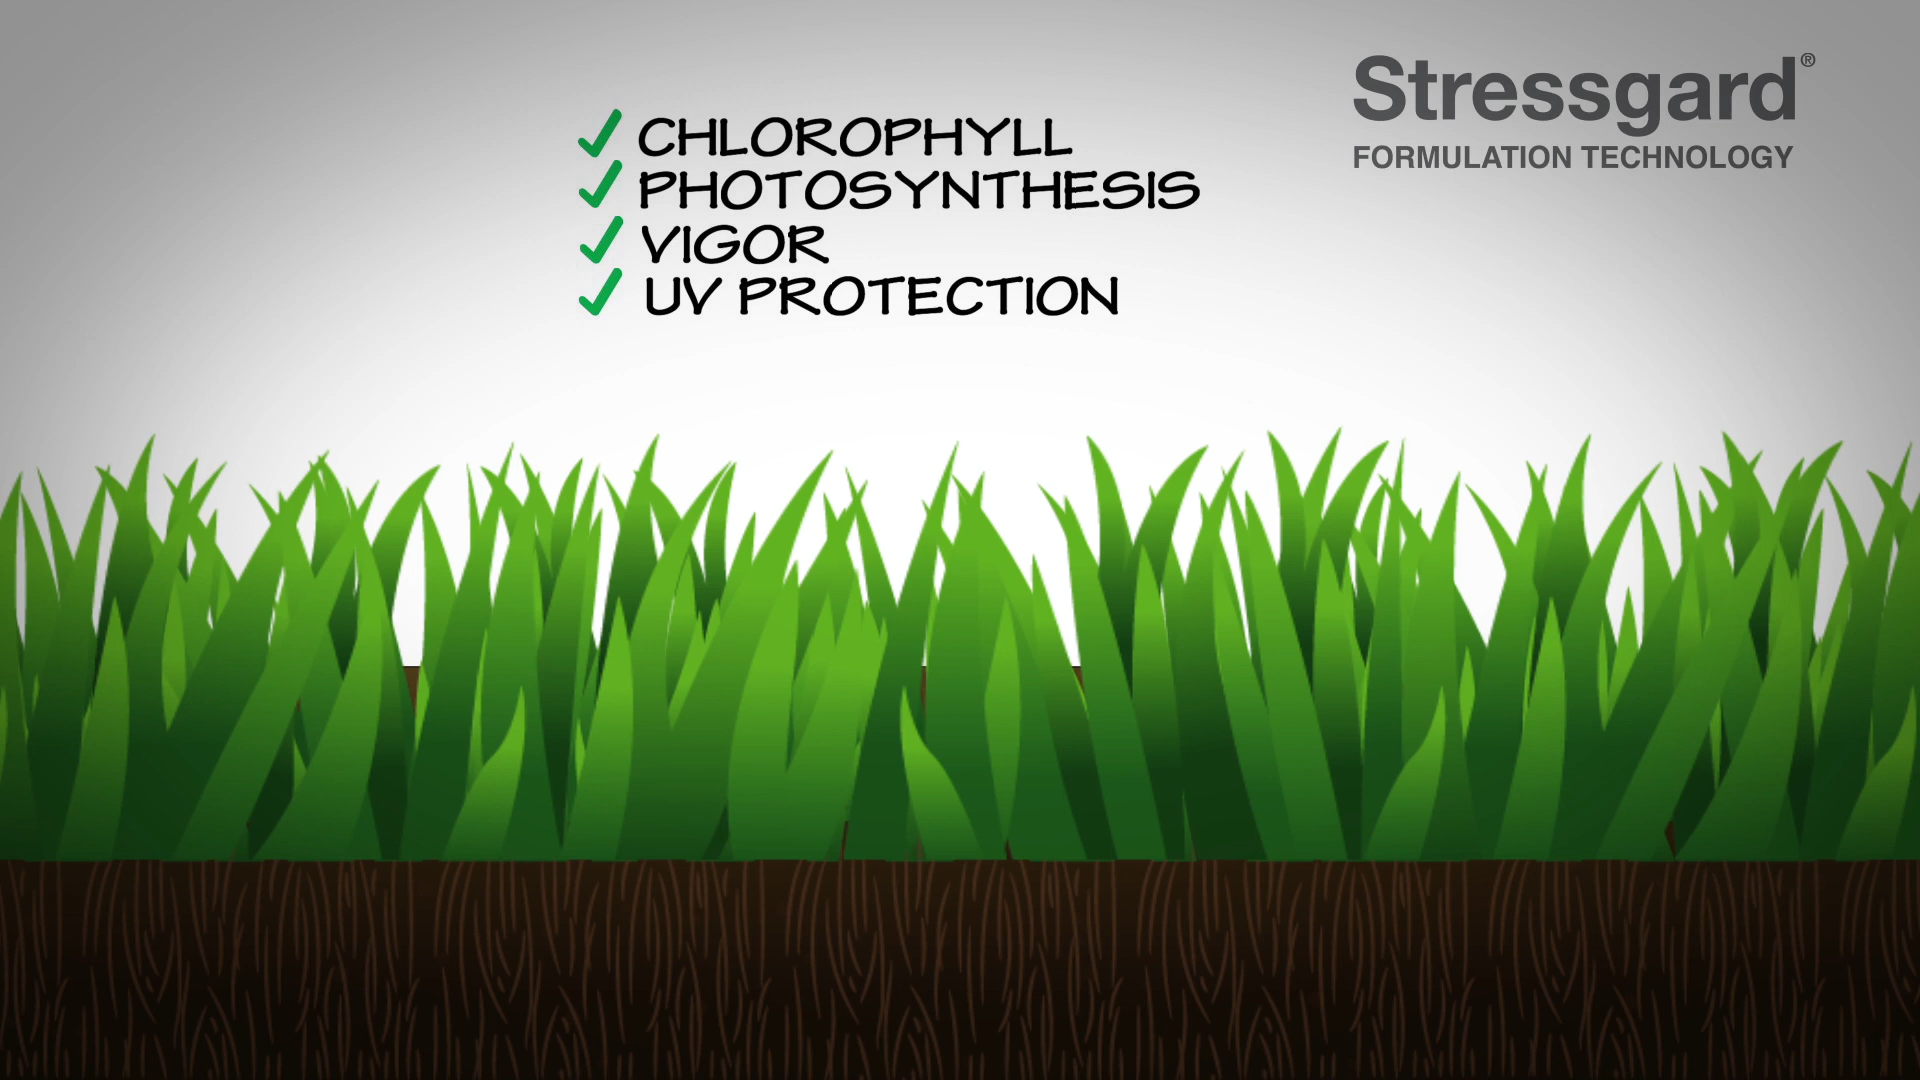 Stressgard®
FORMULATION TECHNOLOGY
CHLOROPHYLL
PHOTOSYNTHESIS
VIGOR
UV PROTECTION